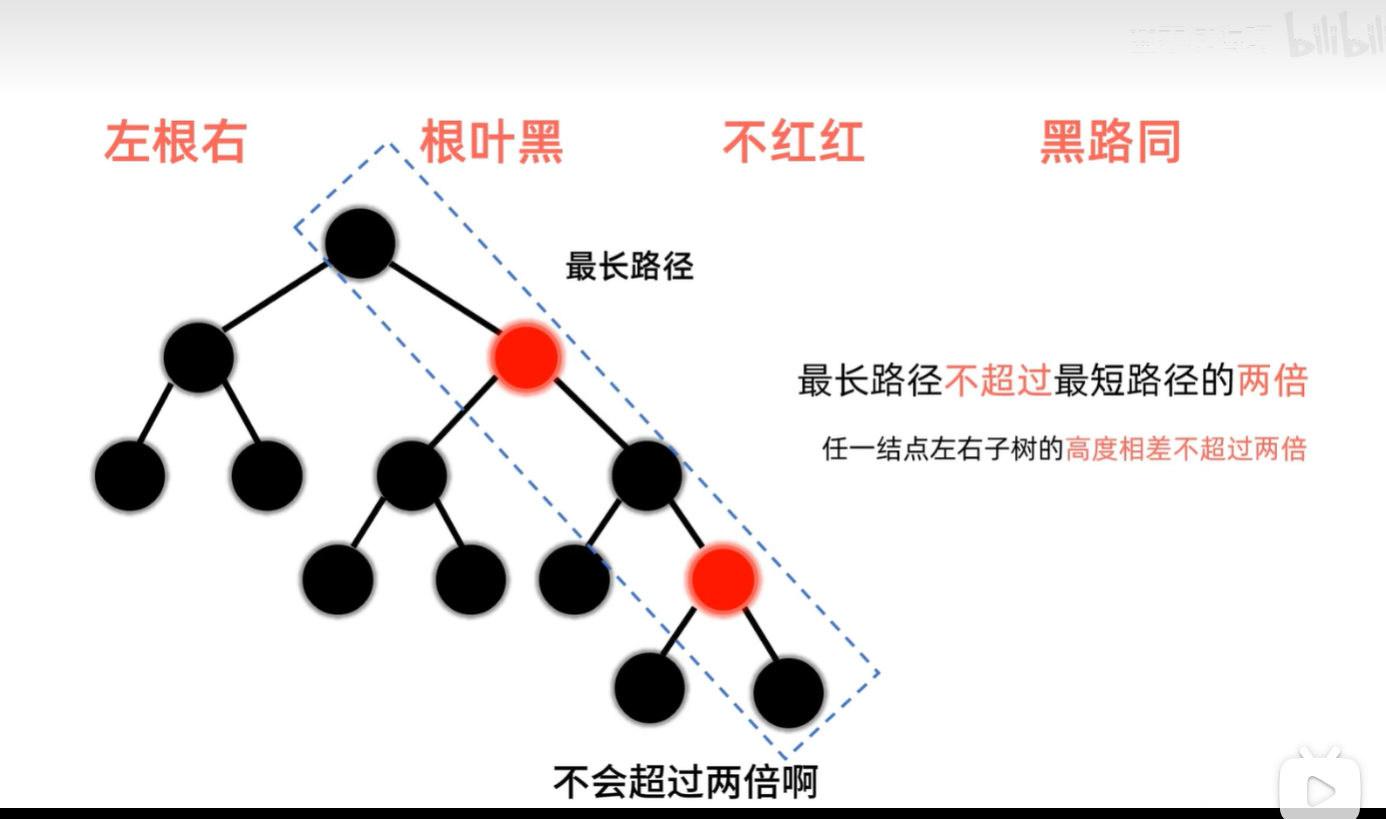 bilibili
左根右
根叶黑
不红红
黑路同
最长路径
最长路径不超过最短路径的两倍
任一结点左右子树的高度相差不超过两倍
不会超过两倍啊